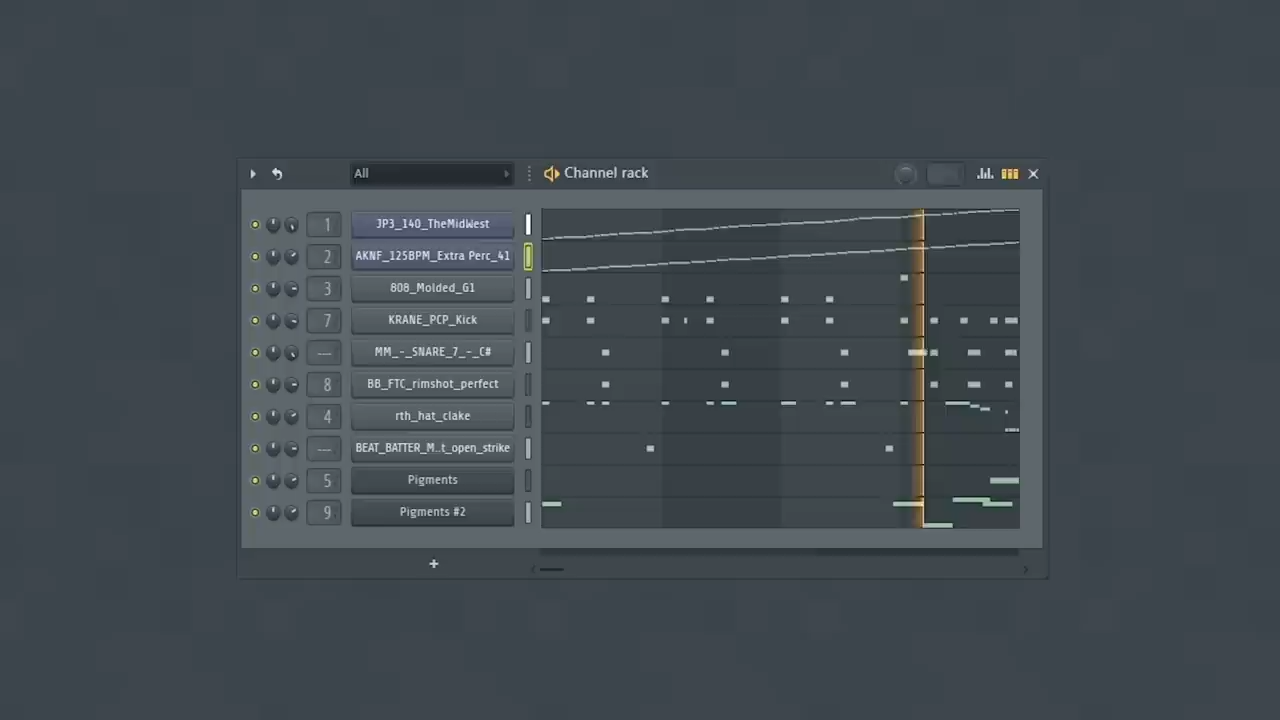 All
Channel rack
1 JP3_140_TheMidWest
2 AKNF_125BPM_Extra Perc_41
3 808_Molded_G1
7 KRANE_PCP_Kick
--- MM_-_SNARE_7_-_C#
8 BB_FTC_rimshot_perfect
4 rth_hat_clake
--- BEAT_BATTER_M..t_open_strike
5 Pigments
9 Pigments #2